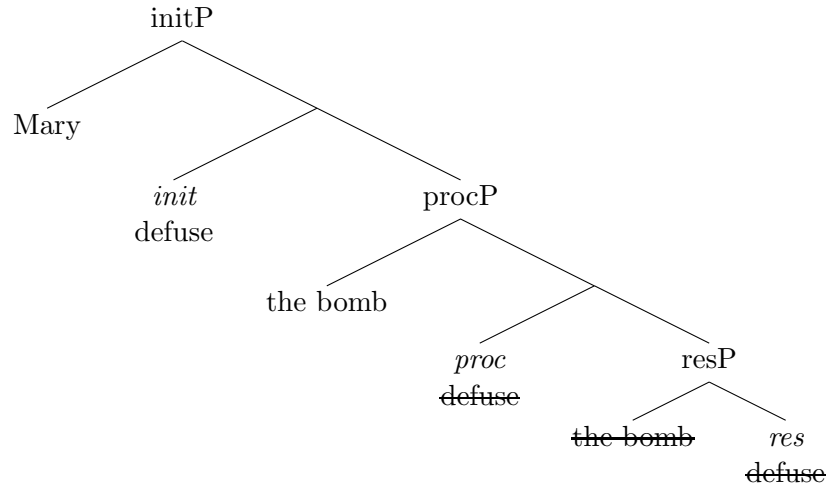 initP
Mary
init
defuse
procP
the bomb
proc
defuse
resP
the bomb
res
defuse